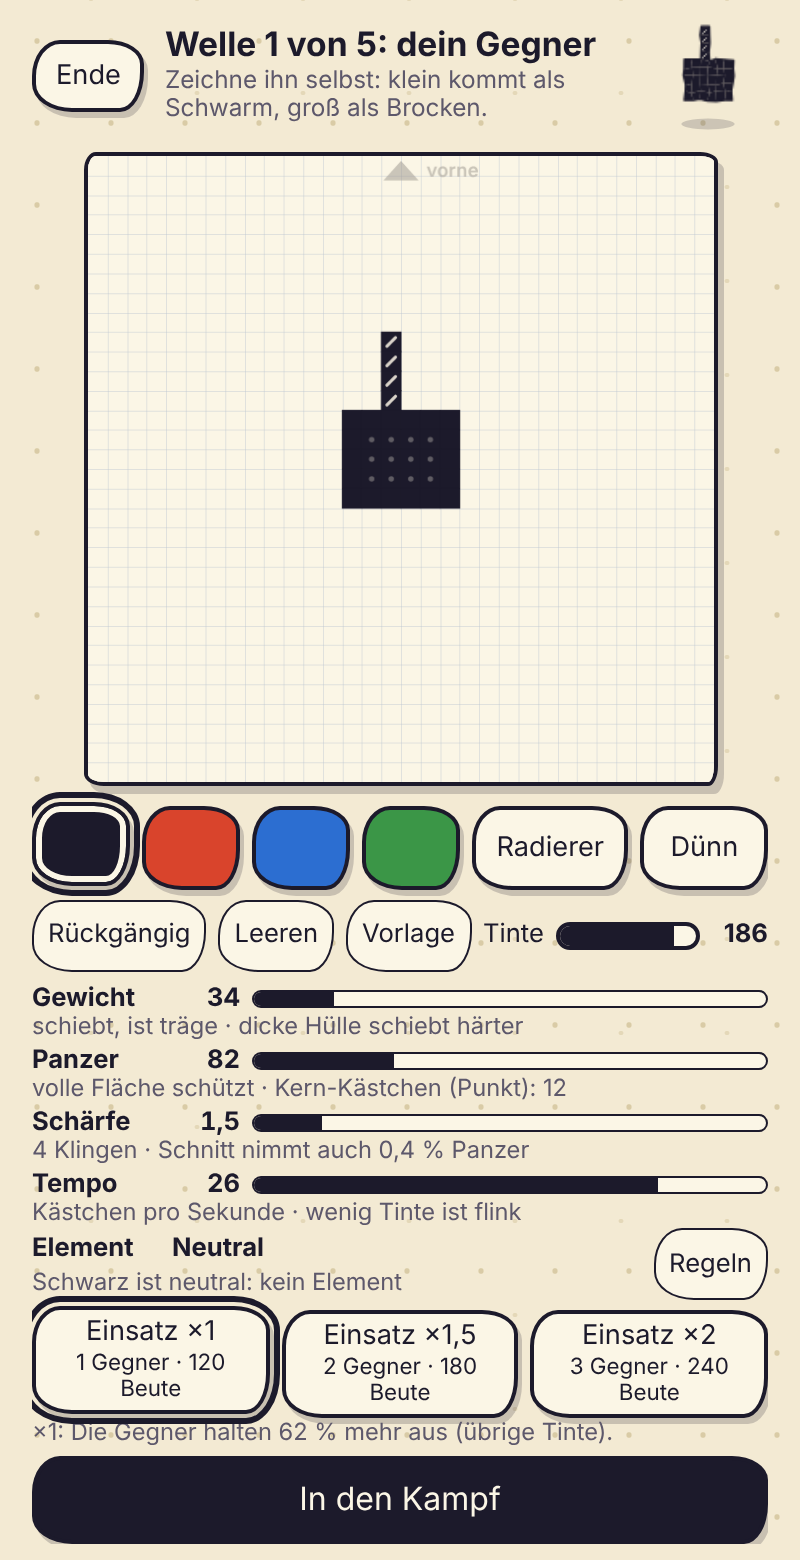 Ende
Welle 1 von 5: dein Gegner
Zeichne ihn selbst: klein kommt als
Schwarm, groß als Brocken.
vorne
Radierer
Dünn
Rückgängig
Leeren
Vorlage
Tinte
186
Gewicht 34
schiebt, ist träge · dicke Hülle schiebt härter
Panzer 82
volle Fläche schützt · Kern-Kästchen (Punkt): 12
Schärfe 1,5
4 Klingen · Schnitt nimmt auch 0,4 % Panzer
Tempo 26
Kästchen pro Sekunde · wenig Tinte ist flink
Element Neutral
Schwarz ist neutral: kein Element
Regeln
Einsatz ×1
1 Gegner · 120
Beute
Einsatz ×1,5
2 Gegner · 180
Beute
Einsatz ×2
3 Gegner · 240
Beute
×1: Die Gegner halten 62 % mehr aus (übrige Tinte).
In den Kampf